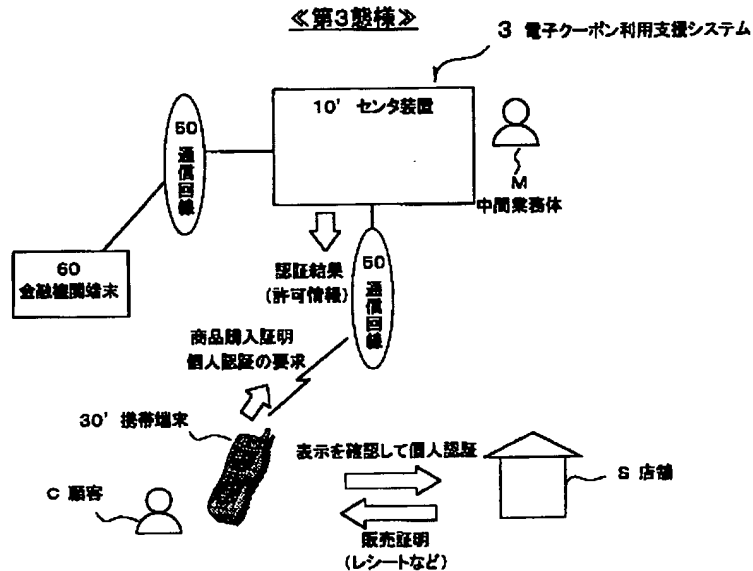 ≪第3態様≫
3 電子クーポン利用支援システム
10' センタ装置
50
通信回線
M
中間業務体
60
金融機関端末
認証結果
(許可情報)
50
通信回線
商品購入証明
個人認証の要求
30' 携帯端末
表示を確認して個人認証
S 店舗
C 顧客
販売証明
(レシートなど)